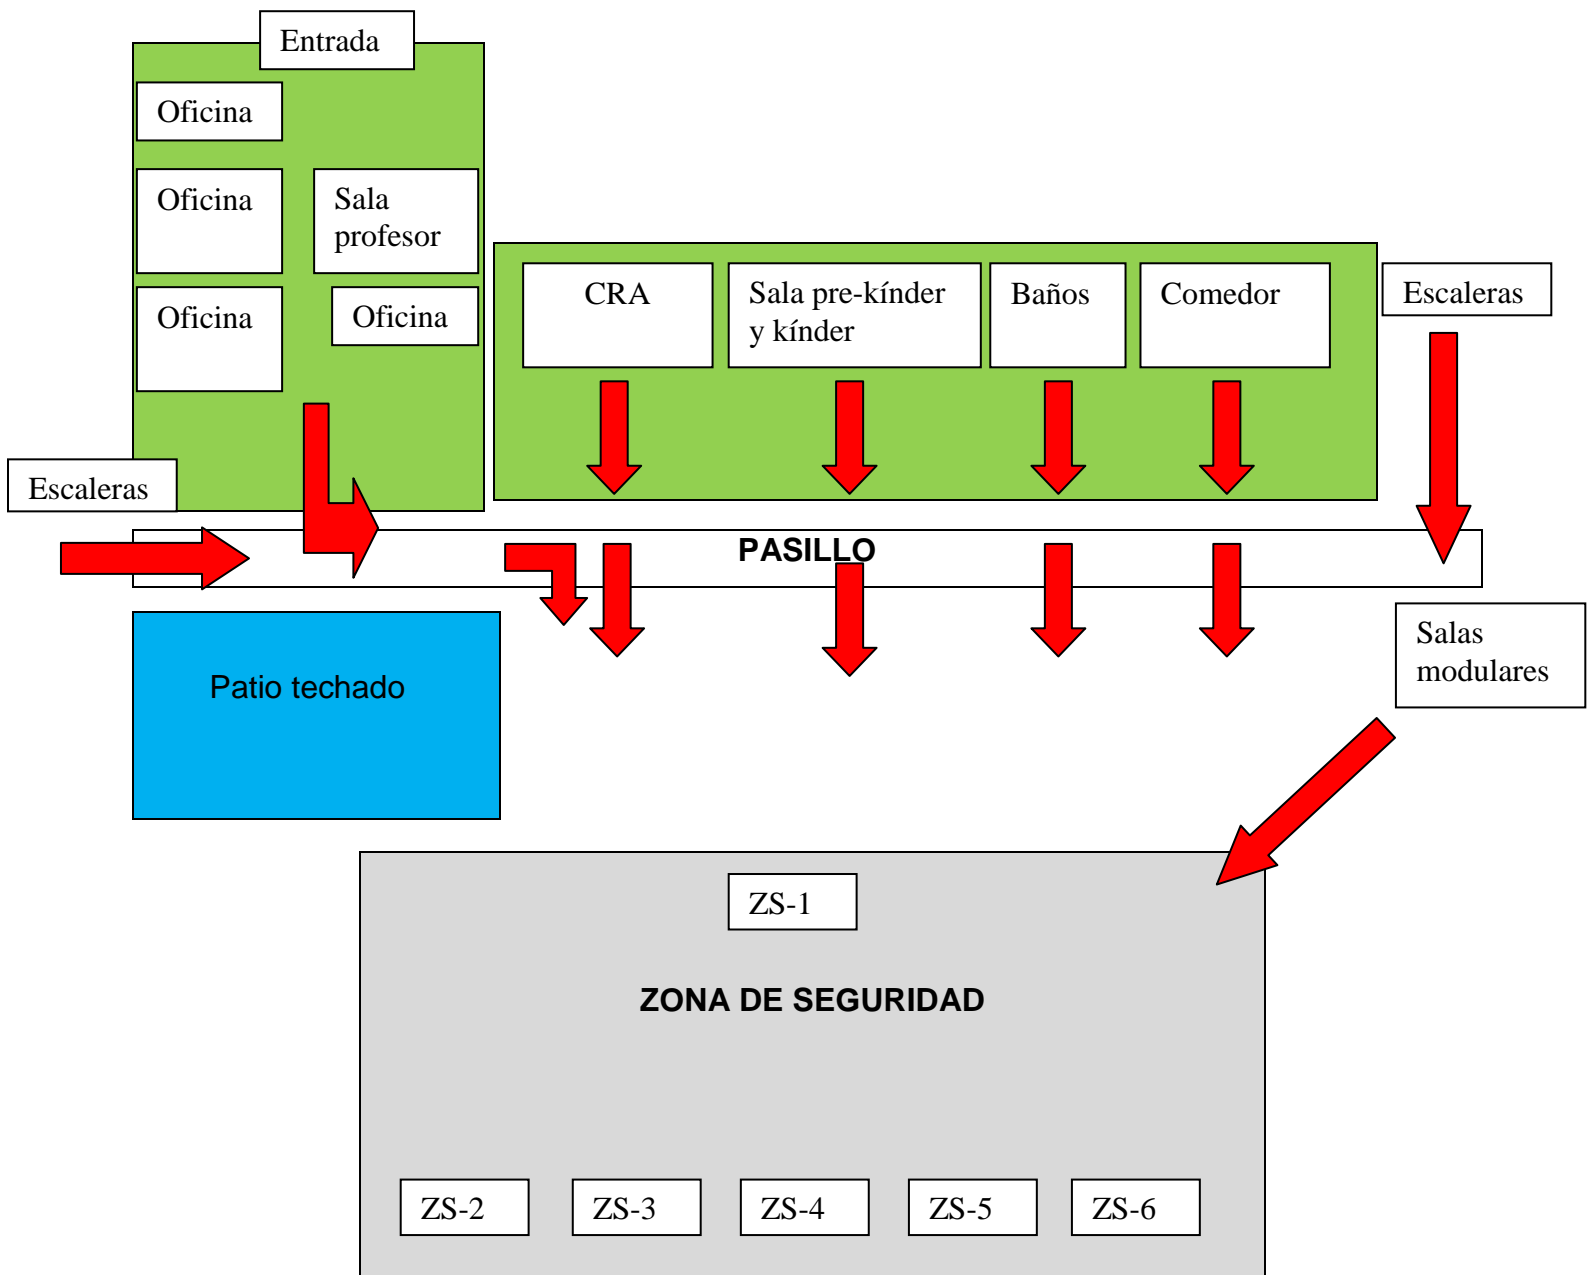 Entrada
Oficina
Oficina
Sala
profesor
Oficina
Oficina
CRA
Sala pre-kínder
y kínder
Baños
Comedor
Escaleras
Escaleras
PASILLO
Patio techado
Salas
modulares
ZS-1
ZONA DE SEGURIDAD
ZS-2
ZS-3
ZS-4
ZS-5
ZS-6